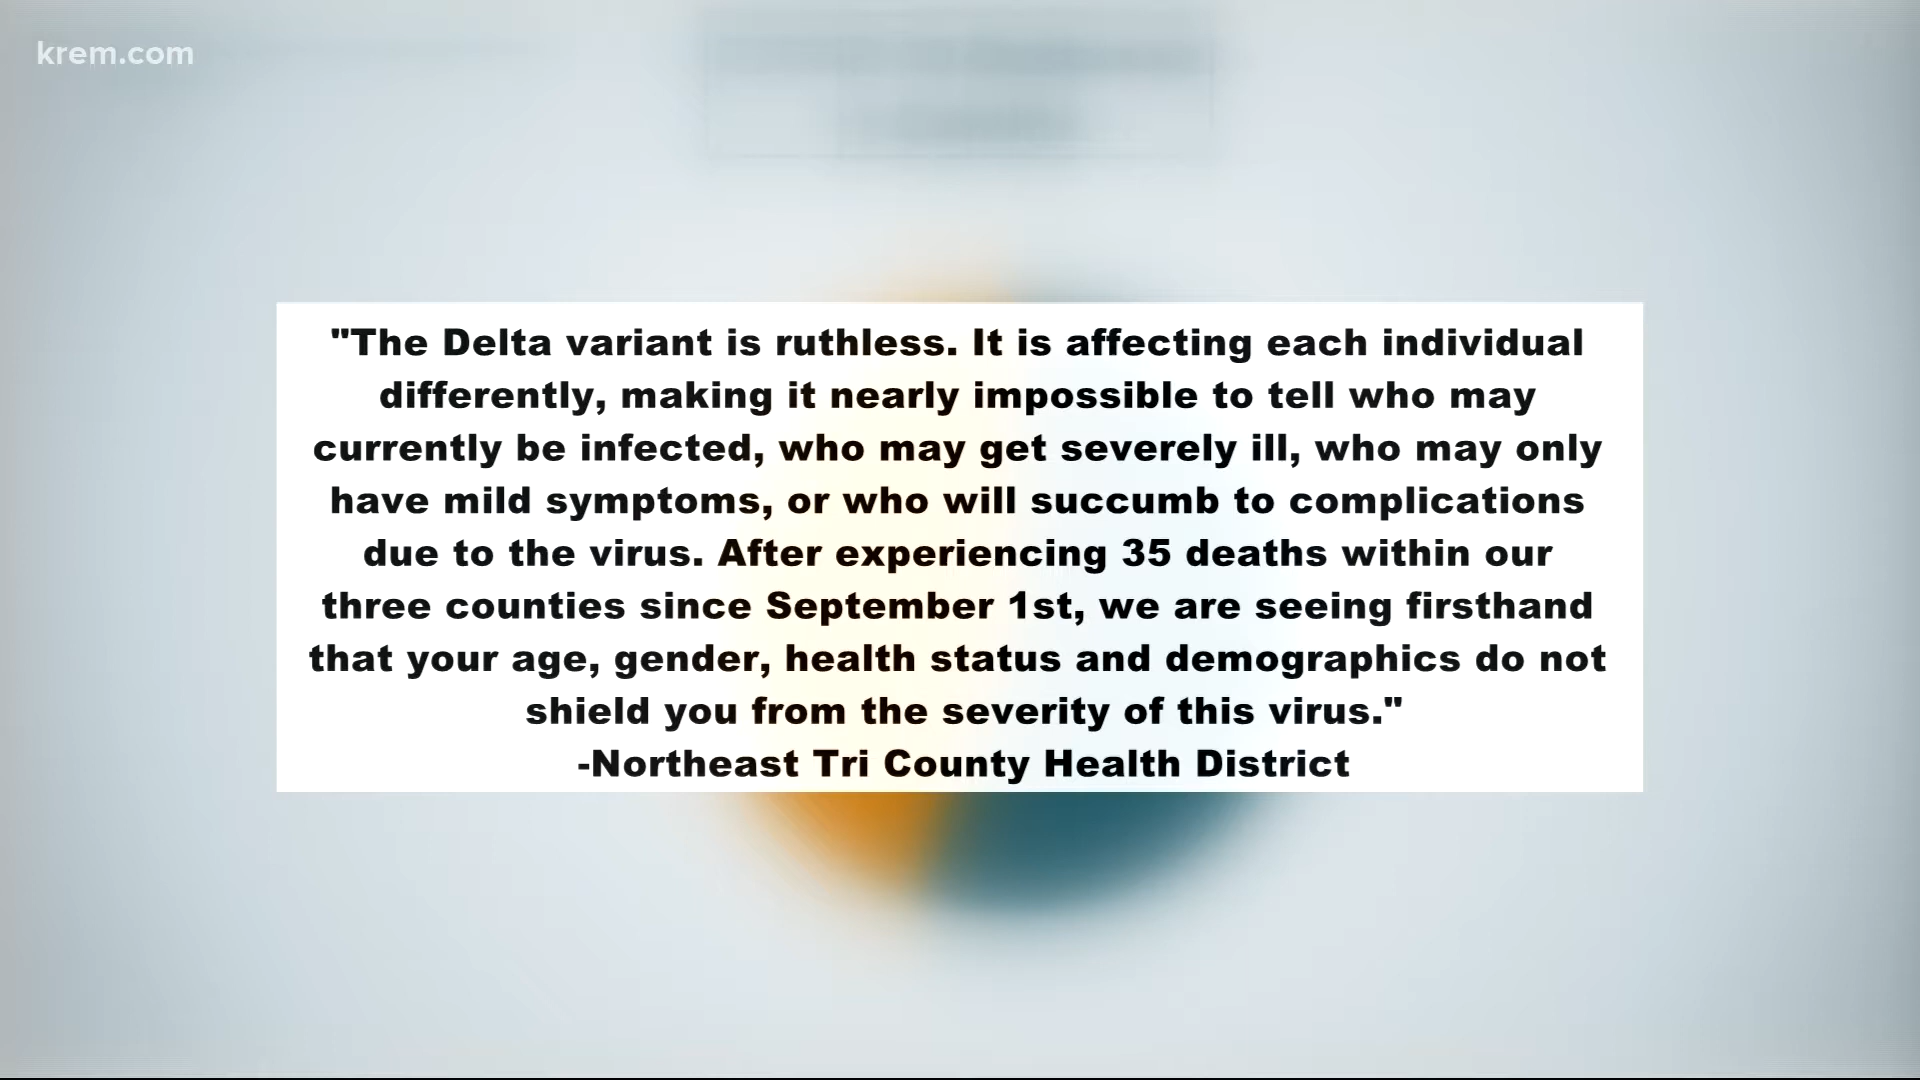 krem.com
"The Delta variant is ruthless. It is affecting each individual
differently, making it nearly impossible to tell who may
currently be infected, who may get severely ill, who may only
have mild symptoms, or who will succumb to complications
due to the virus. After experiencing 35 deaths within our
three counties since September 1st, we are seeing firsthand
that your age, gender, health status and demographics do not
shield you from the severity of this virus."
-Northeast Tri County Health District